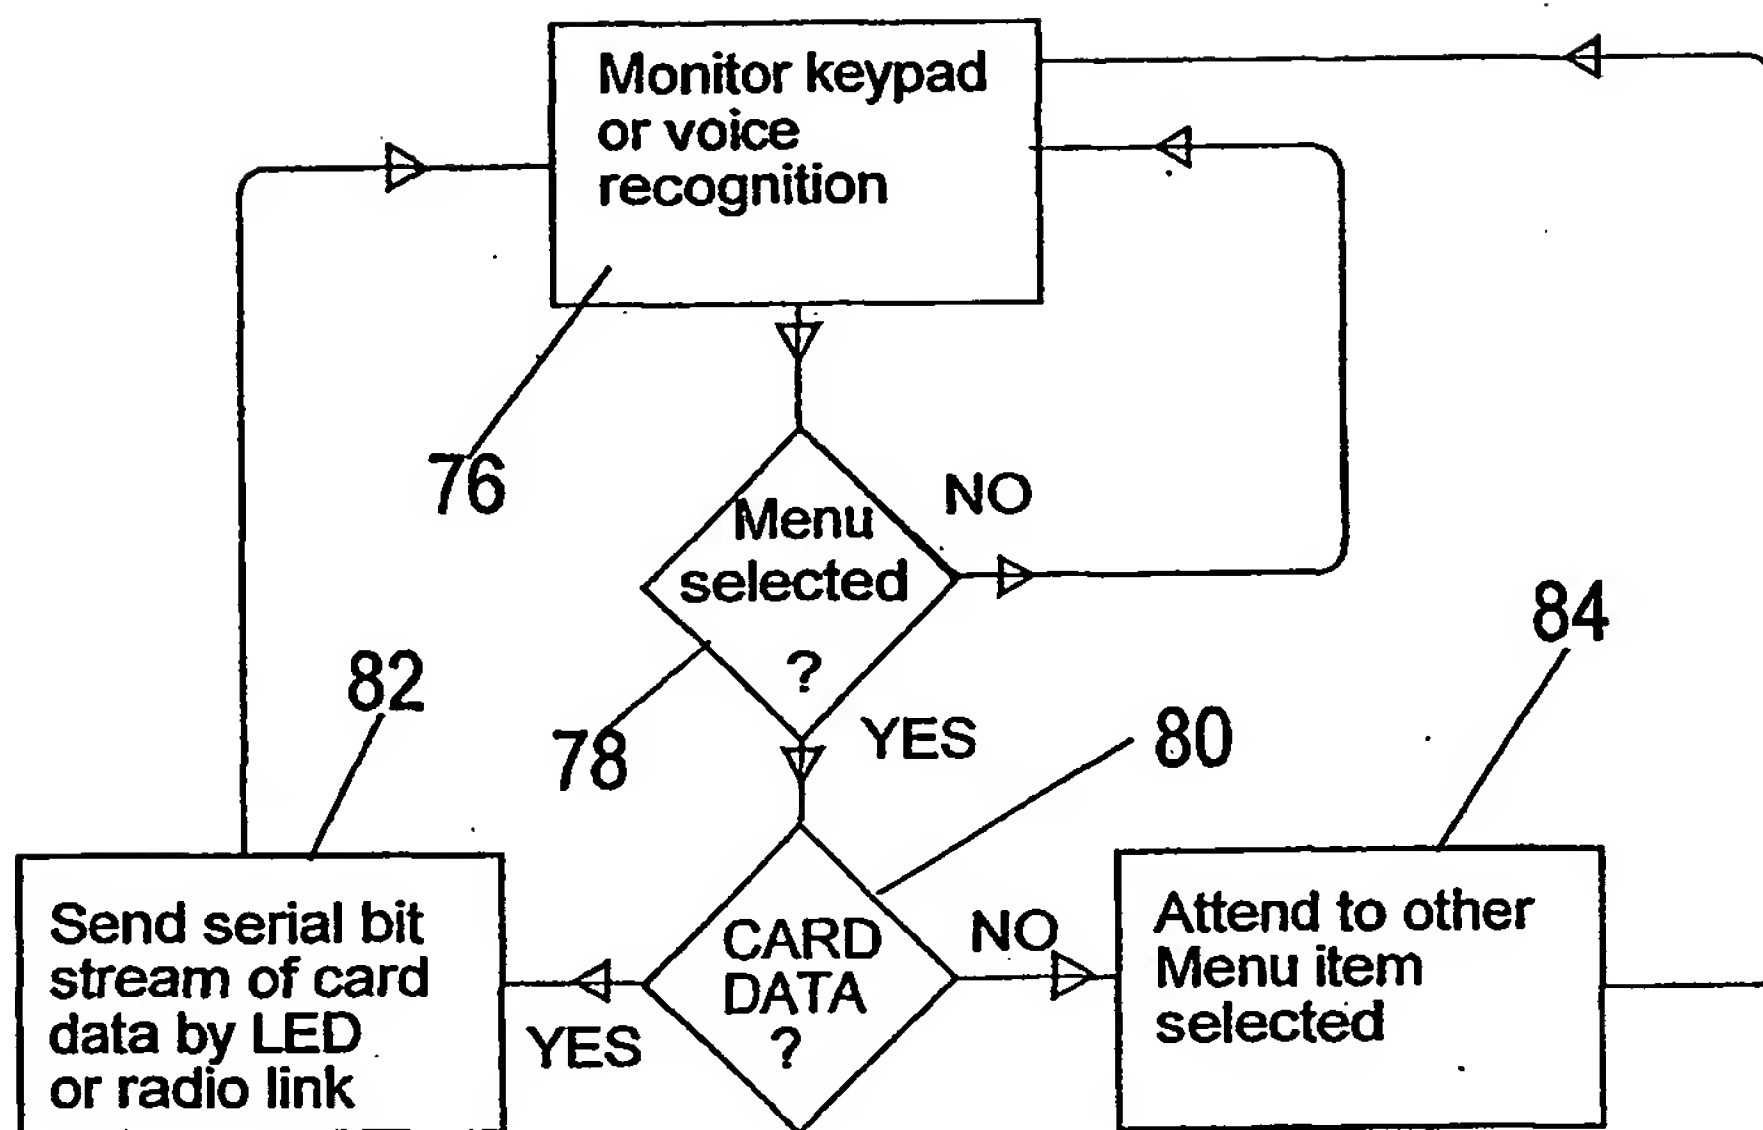 Monitor keypad
or voice
recognition
76
Menu
selected
?
NO
78
YES
82
80
84
CARD
DATA
?
NO
YES
Send serial bit
stream of card
data by LED
or radio link
Attend to other
Menu item
selected